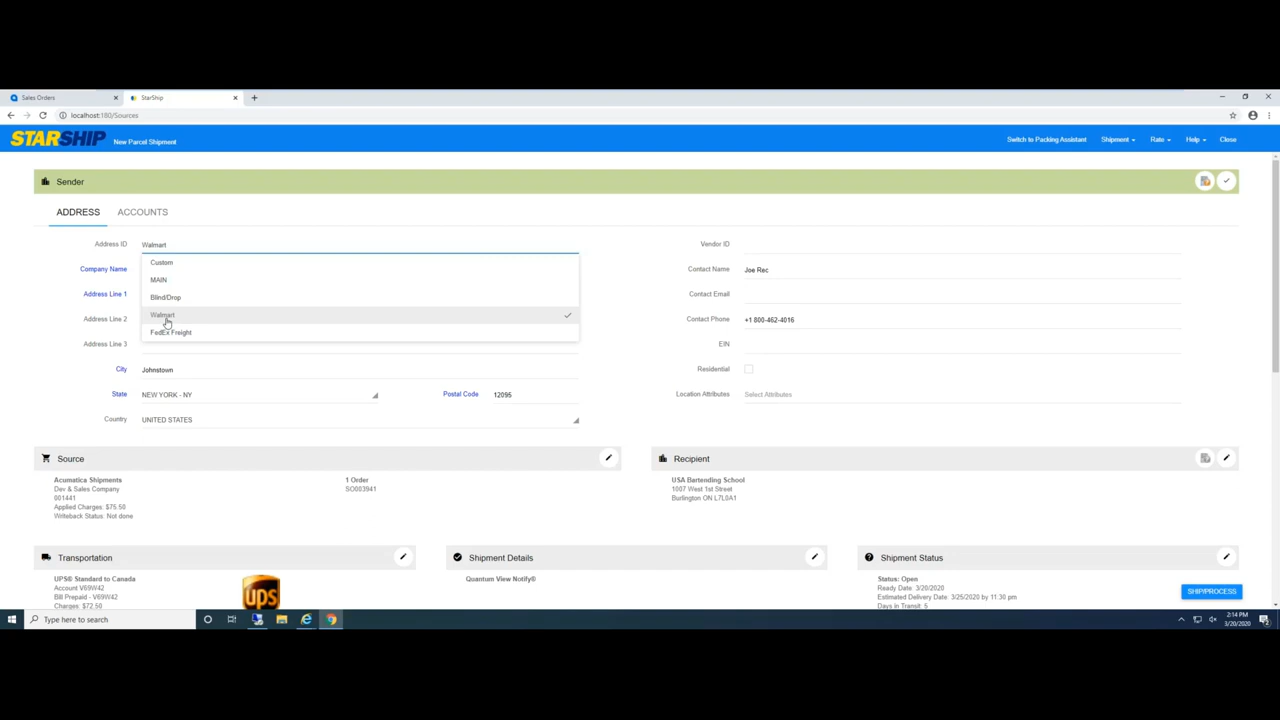 Sales Orders
StarShip
localhost:180/Sources
STARSHIP
New Parcel Shipment
Switch to Packing Assistant
Shipment
Rate
Help
Close
Sender
ADDRESS
ACCOUNTS
Address ID
Walmart
Vendor ID
Custom
Company Name
Contact Name
Joe Rec
MAIN
Address Line 1
Blind/Drop
Contact Email
Address Line 2
Walmart
Contact Phone
+1 800-462-4016
FedEx Freight
Address Line 3
EIN
City
Johnstown
Residential
State
NEW YORK - NY
Postal Code
12095
Location Attributes
Select Attributes
Country
UNITED STATES
Source
Acumatica Shipments
Dev & Sales Company
001441
Applied Charges: $75.50
Writeback Status: Not done
1 Order
SO003941
Recipient
USA Bartending School
1007 West 1st Street
Burlington ON L7L0A1
Transportation
UPS® Standard to Canada
Account V69W42
Bill Prepaid - V69W42
Charges: $72.50
ups
Shipment Details
Quantum View Notify®
Shipment Status
Status: Open
Ready Date: 3/20/2020
Estimated Delivery Date: 3/25/2020 by 11:30 pm
Days in Transit: 5
SHIP/PROCESS
Type here to search
2:14 PM
3/20/2020